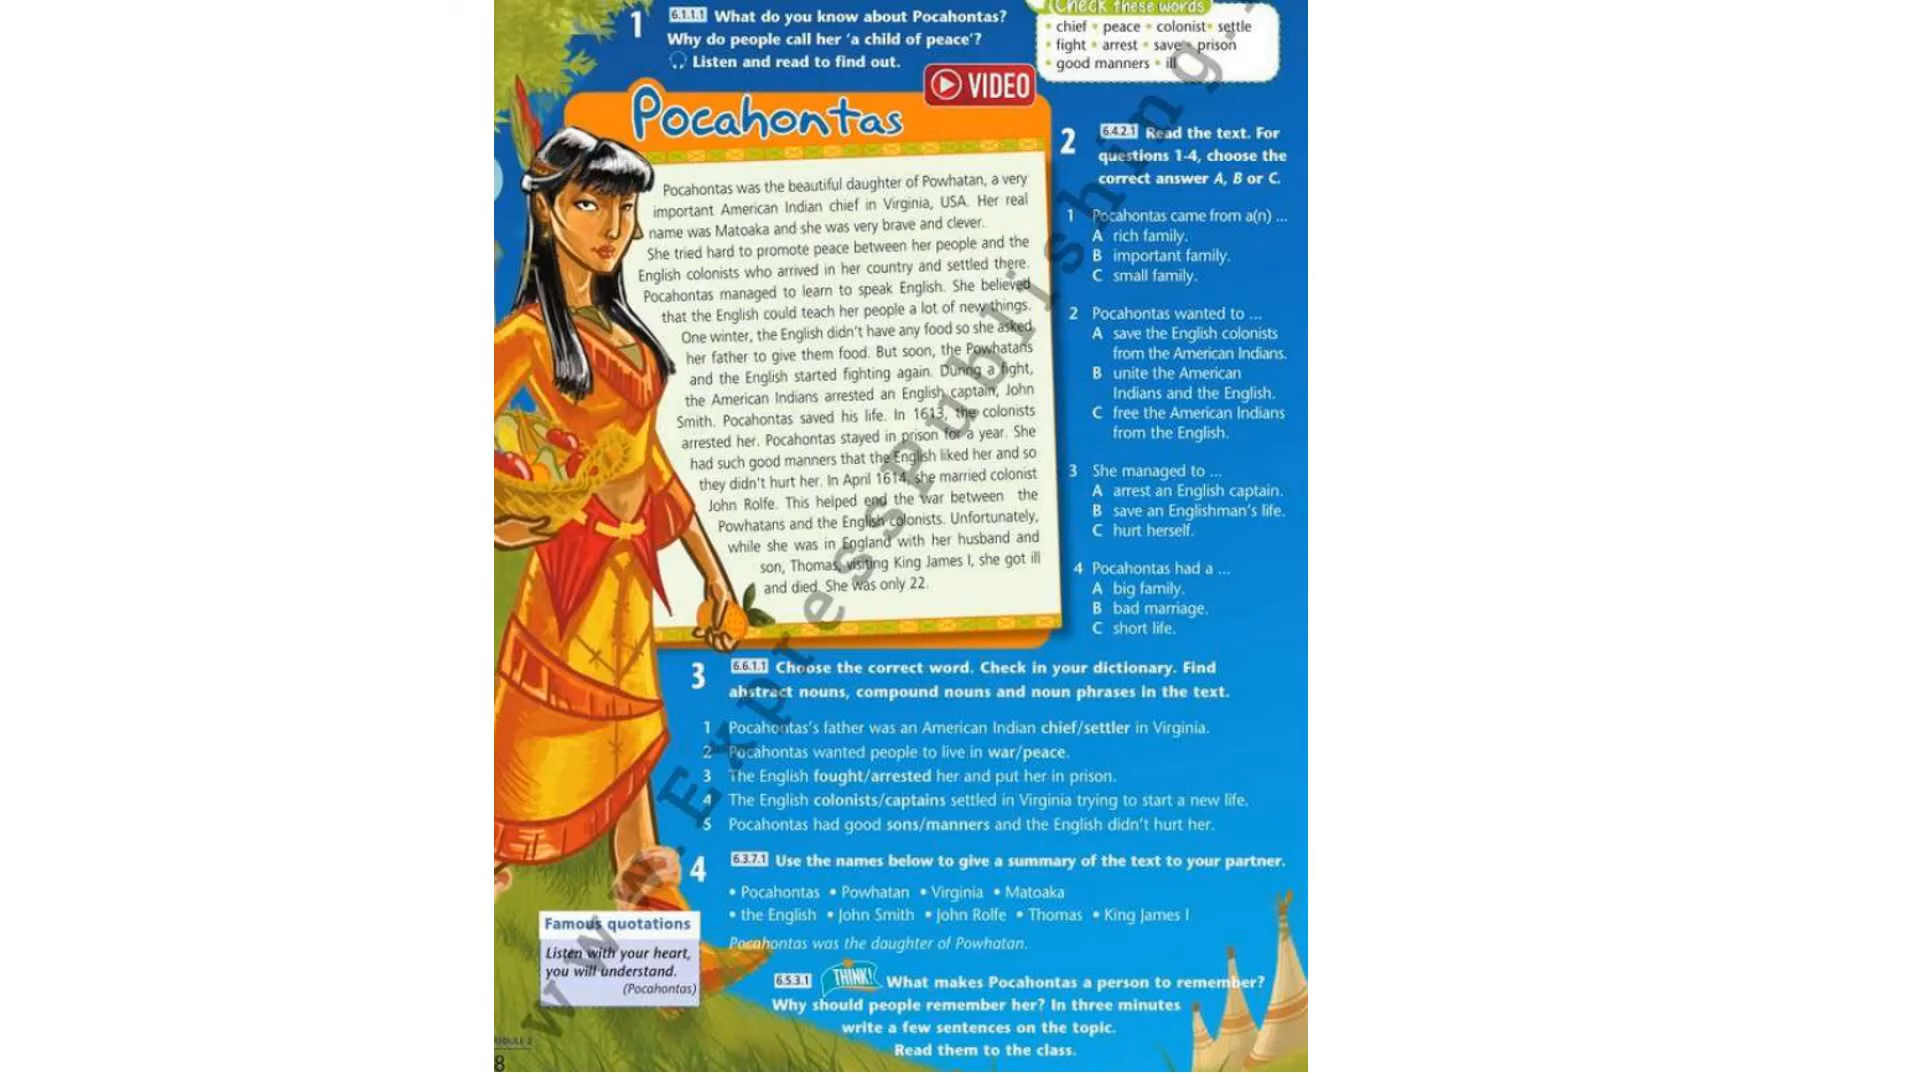 1
6.1.1.1 What do you know about Pocahontas?
Why do people call her ‘a child of peace’?
Listen and read to find out.
Check these words
• chief • peace • colonist • settle
• fight • arrest • save • prison
• good manners • ill
VIDEO
Pocahontas
Pocahontas was the beautiful daughter of Powhatan, a very
important American Indian chief in Virginia, USA. Her real
name was Matoaka and she was very brave and clever.
She tried hard to promote peace between her people and the
English colonists who arrived in her country and settled there.
Pocahontas managed to learn to speak English. She believed
that the English could teach her people a lot of new things.
One winter, the English didn't have any food so she asked
her father to give them food. But soon, the Powhatans
and the English started fighting again. During a fight,
the American Indians arrested an English captain, John
Smith. Pocahontas saved his life. In 1613, the colonists
arrested her. Pocahontas stayed in prison for a year. She
had such good manners that the English liked her and so
they didn't hurt her. In April 1614, she married colonist
John Rolfe. This helped end the war between the
Powhatans and the English colonists. Unfortunately,
while she was in England with her husband and
son, Thomas, visiting King James I, she got ill
and died. She was only 22.
2
6.4.2.1 Read the text. For
questions 1-4, choose the
correct answer A, B or C.
1 Pocahontas came from a(n) ...
A rich family.
B important family.
C small family.
2 Pocahontas wanted to ...
A save the English colonists
from the American Indians.
B unite the American
Indians and the English.
C free the American Indians
from the English.
3 She managed to ...
A arrest an English captain.
B save an Englishman's life.
C hurt herself.
4 Pocahontas had a ...
A big family.
B bad marriage.
C short life.
3
6.6.1.1 Choose the correct word. Check in your dictionary. Find
abstract nouns, compound nouns and noun phrases in the text.
1 Pocahontas's father was an American Indian chief/settler in Virginia.
2 Pocahontas wanted people to live in war/peace.
3 The English fought/arrested her and put her in prison.
4 The English colonists/captains settled in Virginia trying to start a new life.
5 Pocahontas had good sons/manners and the English didn't hurt her.
4
6.3.7.1 Use the names below to give a summary of the text to your partner.
• Pocahontas • Powhatan • Virginia • Matoaka
• the English • John Smith • John Rolfe • Thomas • King James I
Pocahontas was the daughter of Powhatan.
Famous quotations
Listen with your heart,
you will understand.
(Pocahontas)
6.5.3.1 THINK! What makes Pocahontas a person to remember?
Why should people remember her? In three minutes
write a few sentences on the topic.
Read them to the class.
8
www.Expresspublishing.